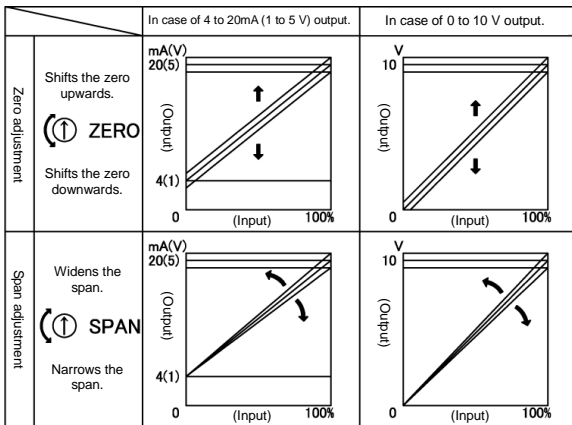 In case of 4 to 20mA (1 to 5 V) output.
In case of 0 to 10 V output.
Zero adjustment
Shifts the zero
upwards.
ZERO
Shifts the zero
downwards.
mA(V)
20(5)
(Output)
4(1)
0
(Input)
100%
V
10
(Output)
0
(Input)
100%
Span adjustment
Widens the
span.
SPAN
Narrows the
span.
mA(V)
20(5)
(Output)
4(1)
0
(Input)
100%
V
10
(Output)
0
(Input)
100%